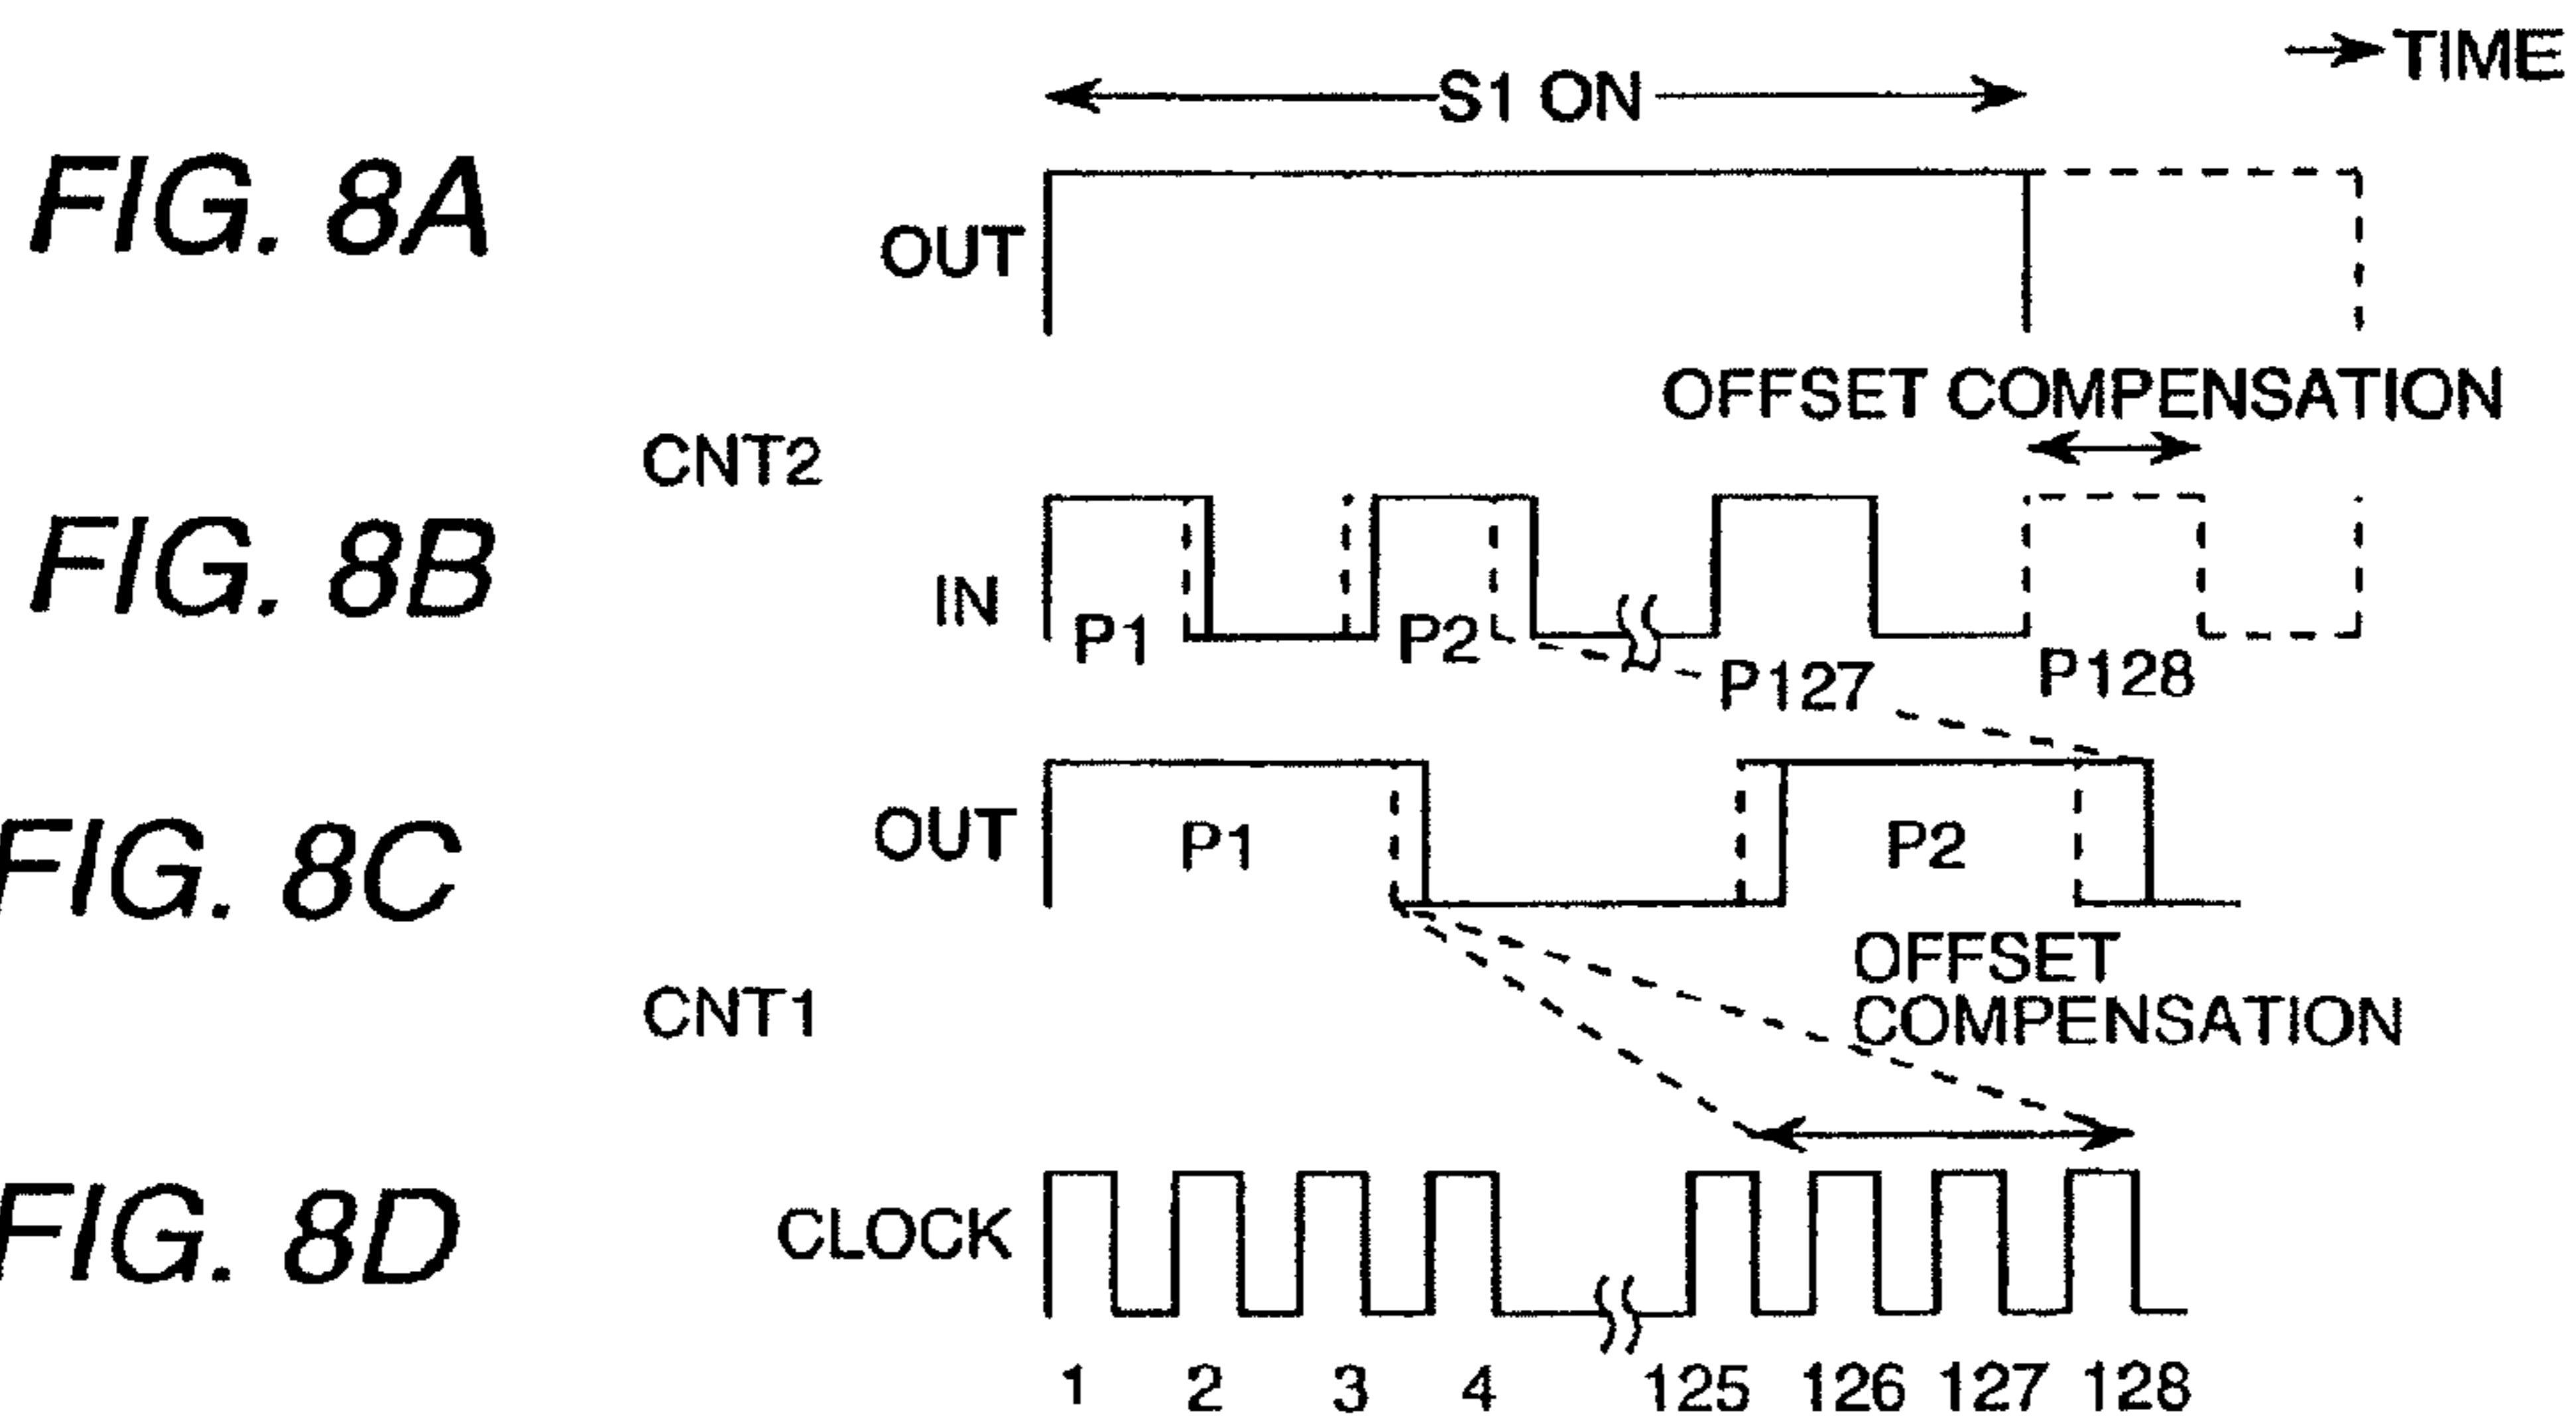 TIME
S1 ON
FIG. 8A
OUT
OFFSET COMPENSATION
CNT2
FIG. 8B
IN
P1
P2
P127
P128
FIG. 8C
OUT
P1
P2
OFFSET
COMPENSATION
CNT1
FIG. 8D
CLOCK
1 2 3 4 125 126 127 128